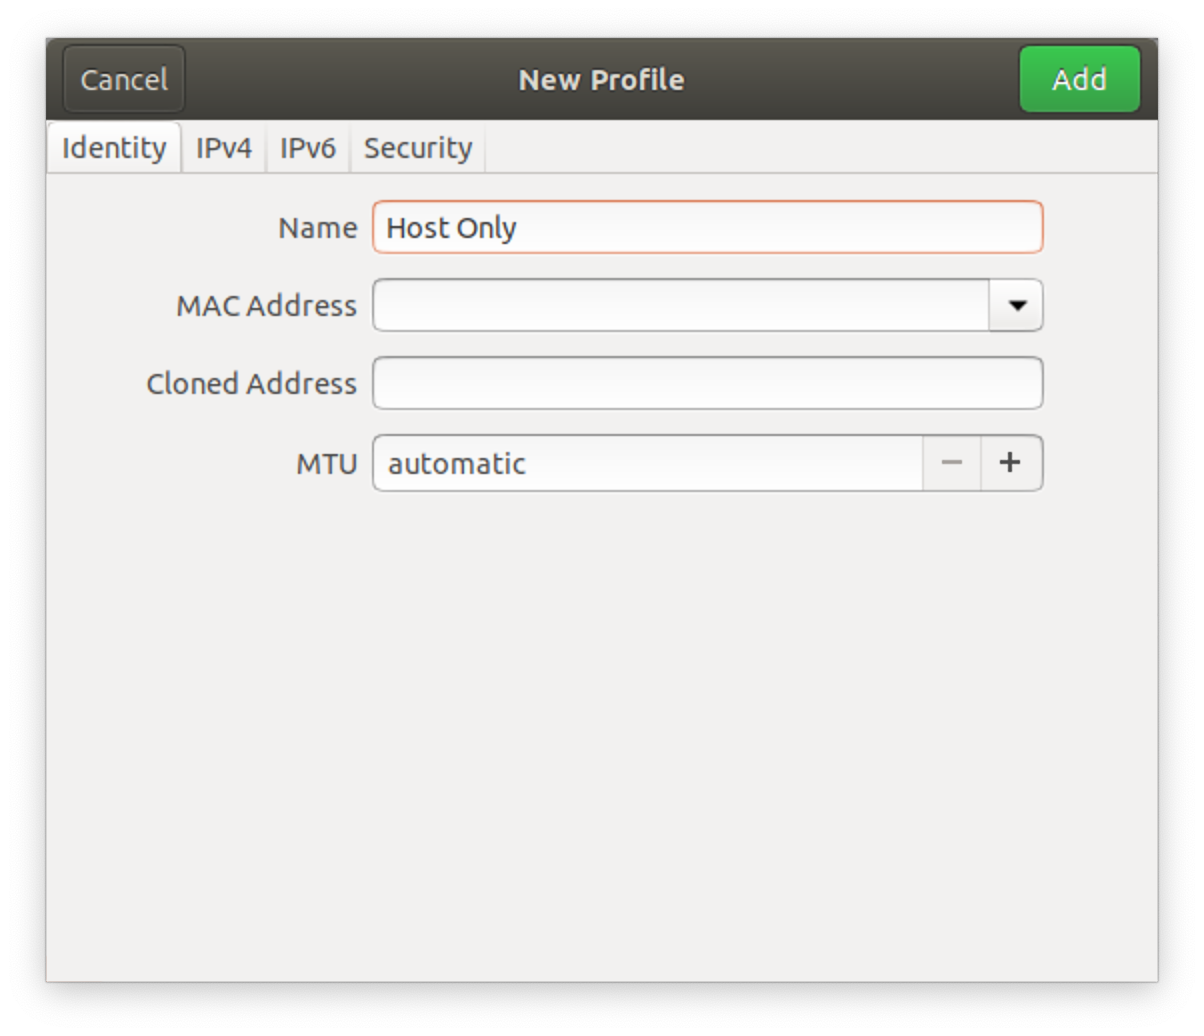 Cancel New Profile Add
Identity IPv4 IPv6 Security
Name Host Only
MAC Address
Cloned Address
MTU automatic − +